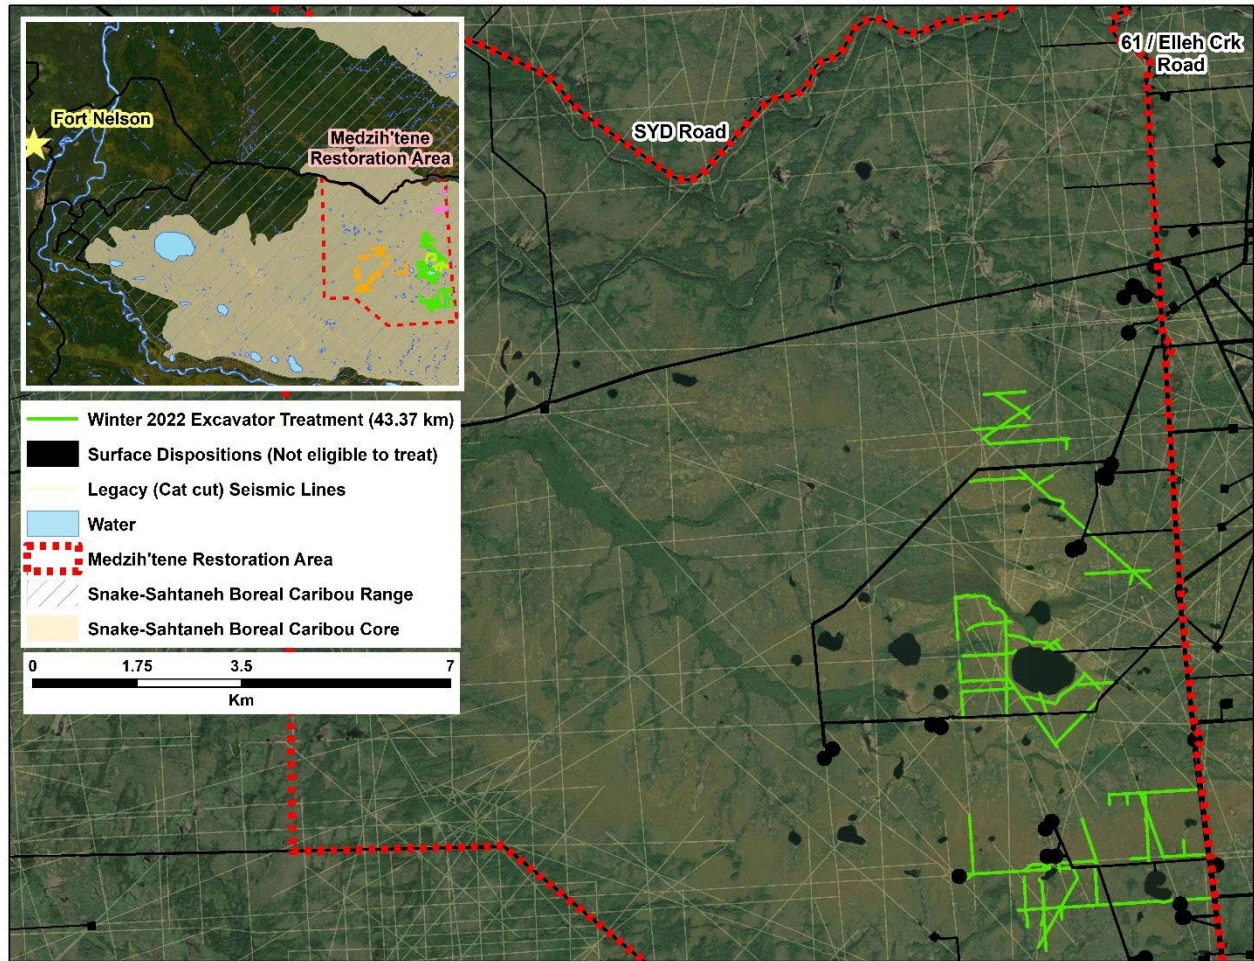 Fort Nelson
Medzih'tene
Restoration Area
SYD Road
61 / Elleh Crk
Road
Winter 2022 Excavator Treatment (43.37 km)
Surface Dispositions (Not eligible to treat)
Legacy (Cat cut) Seismic Lines
Water
Medzih'tene Restoration Area
Snake-Sahtaneh Boreal Caribou Range
Snake-Sahtaneh Boreal Caribou Core
0 1.75 3.5 7
Km